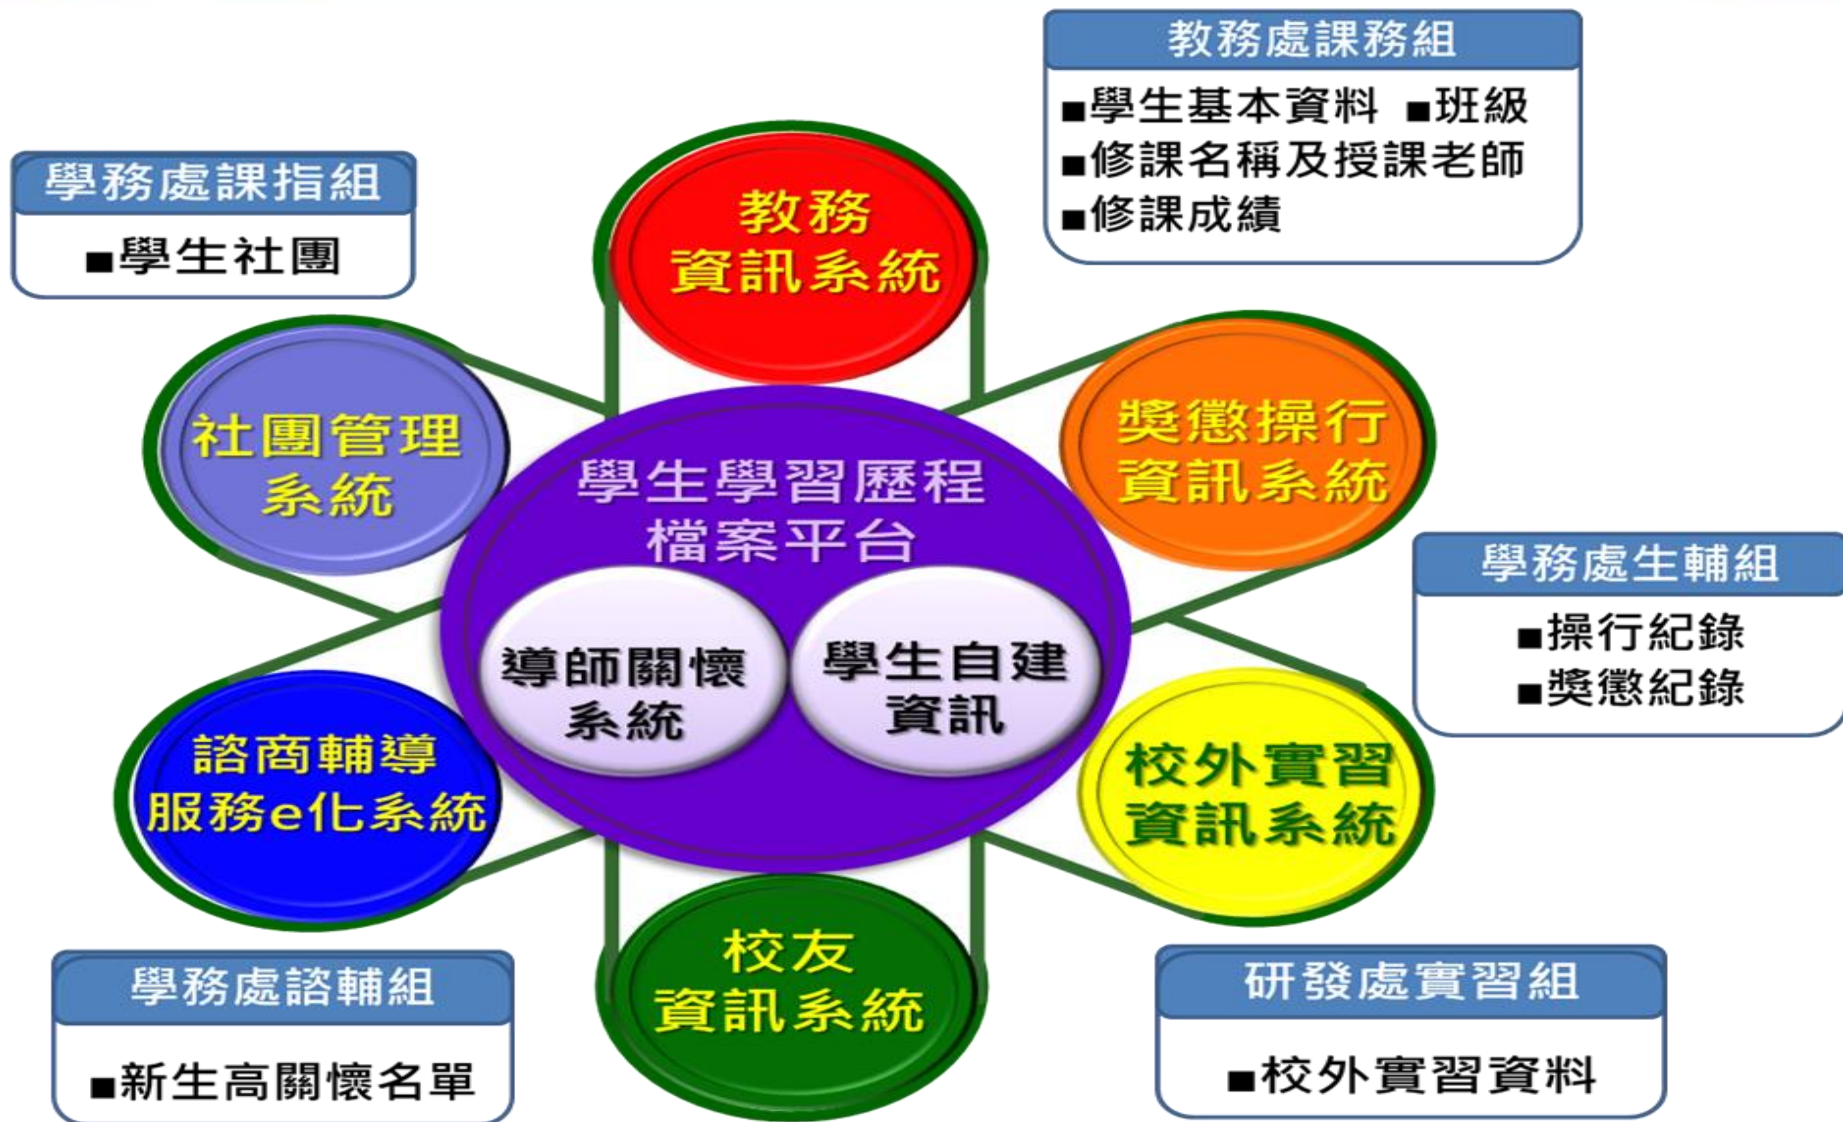 教務處課務組
■學生基本資料 ■班級
■修課名稱及授課老師
■修課成績
學務處課指組
■學生社團
教務
資訊系統
社團管理
系統
獎懲操行
資訊系統
學生學習歷程
檔案平台
導師關懷
系統
學生自建
資訊
學務處生輔組
■操行紀錄
■獎懲紀錄
諮商輔導
服務e化系統
校外實習
資訊系統
校友
資訊系統
學務處諮輔組
■新生高關懷名單
研發處實習組
■校外實習資料